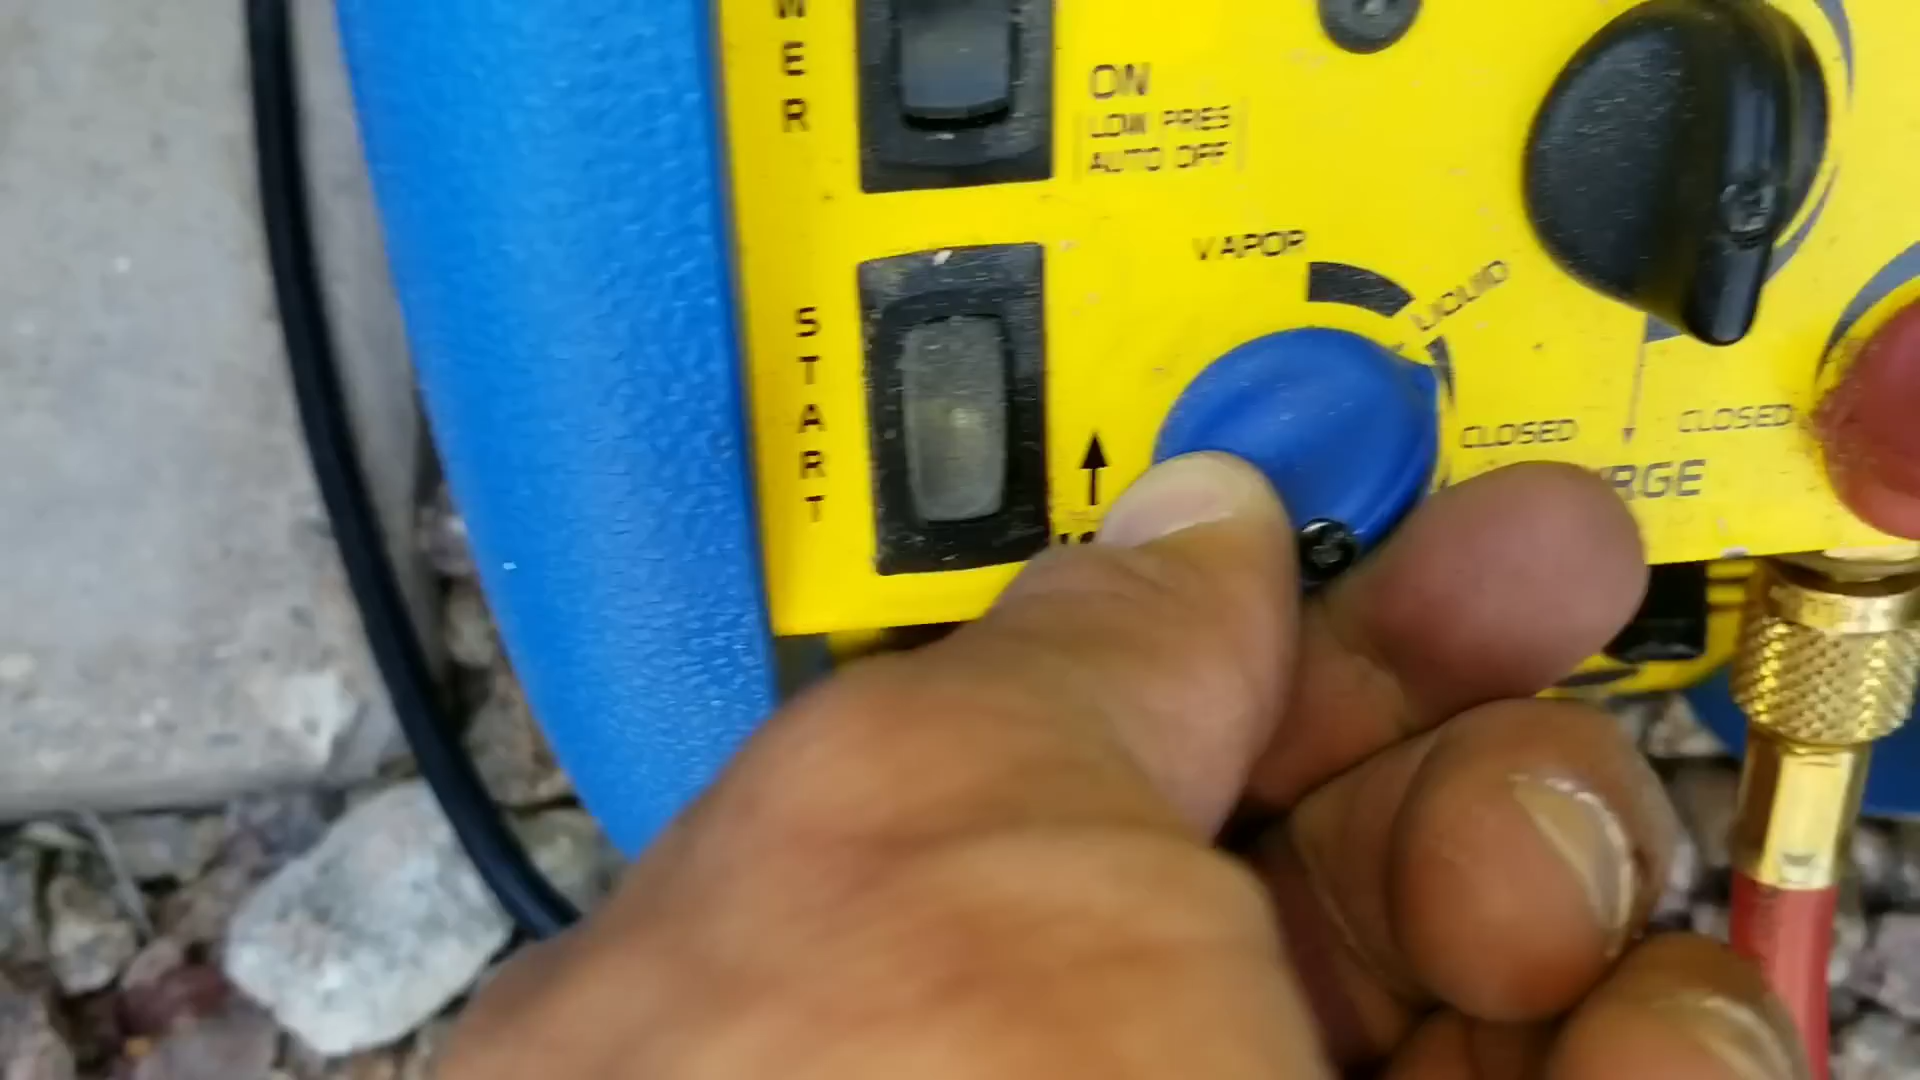 WER
ON
LOW PRES
AUTO OFF
VAPOR
LIQUID
START
CLOSED
CLOSED
RGE